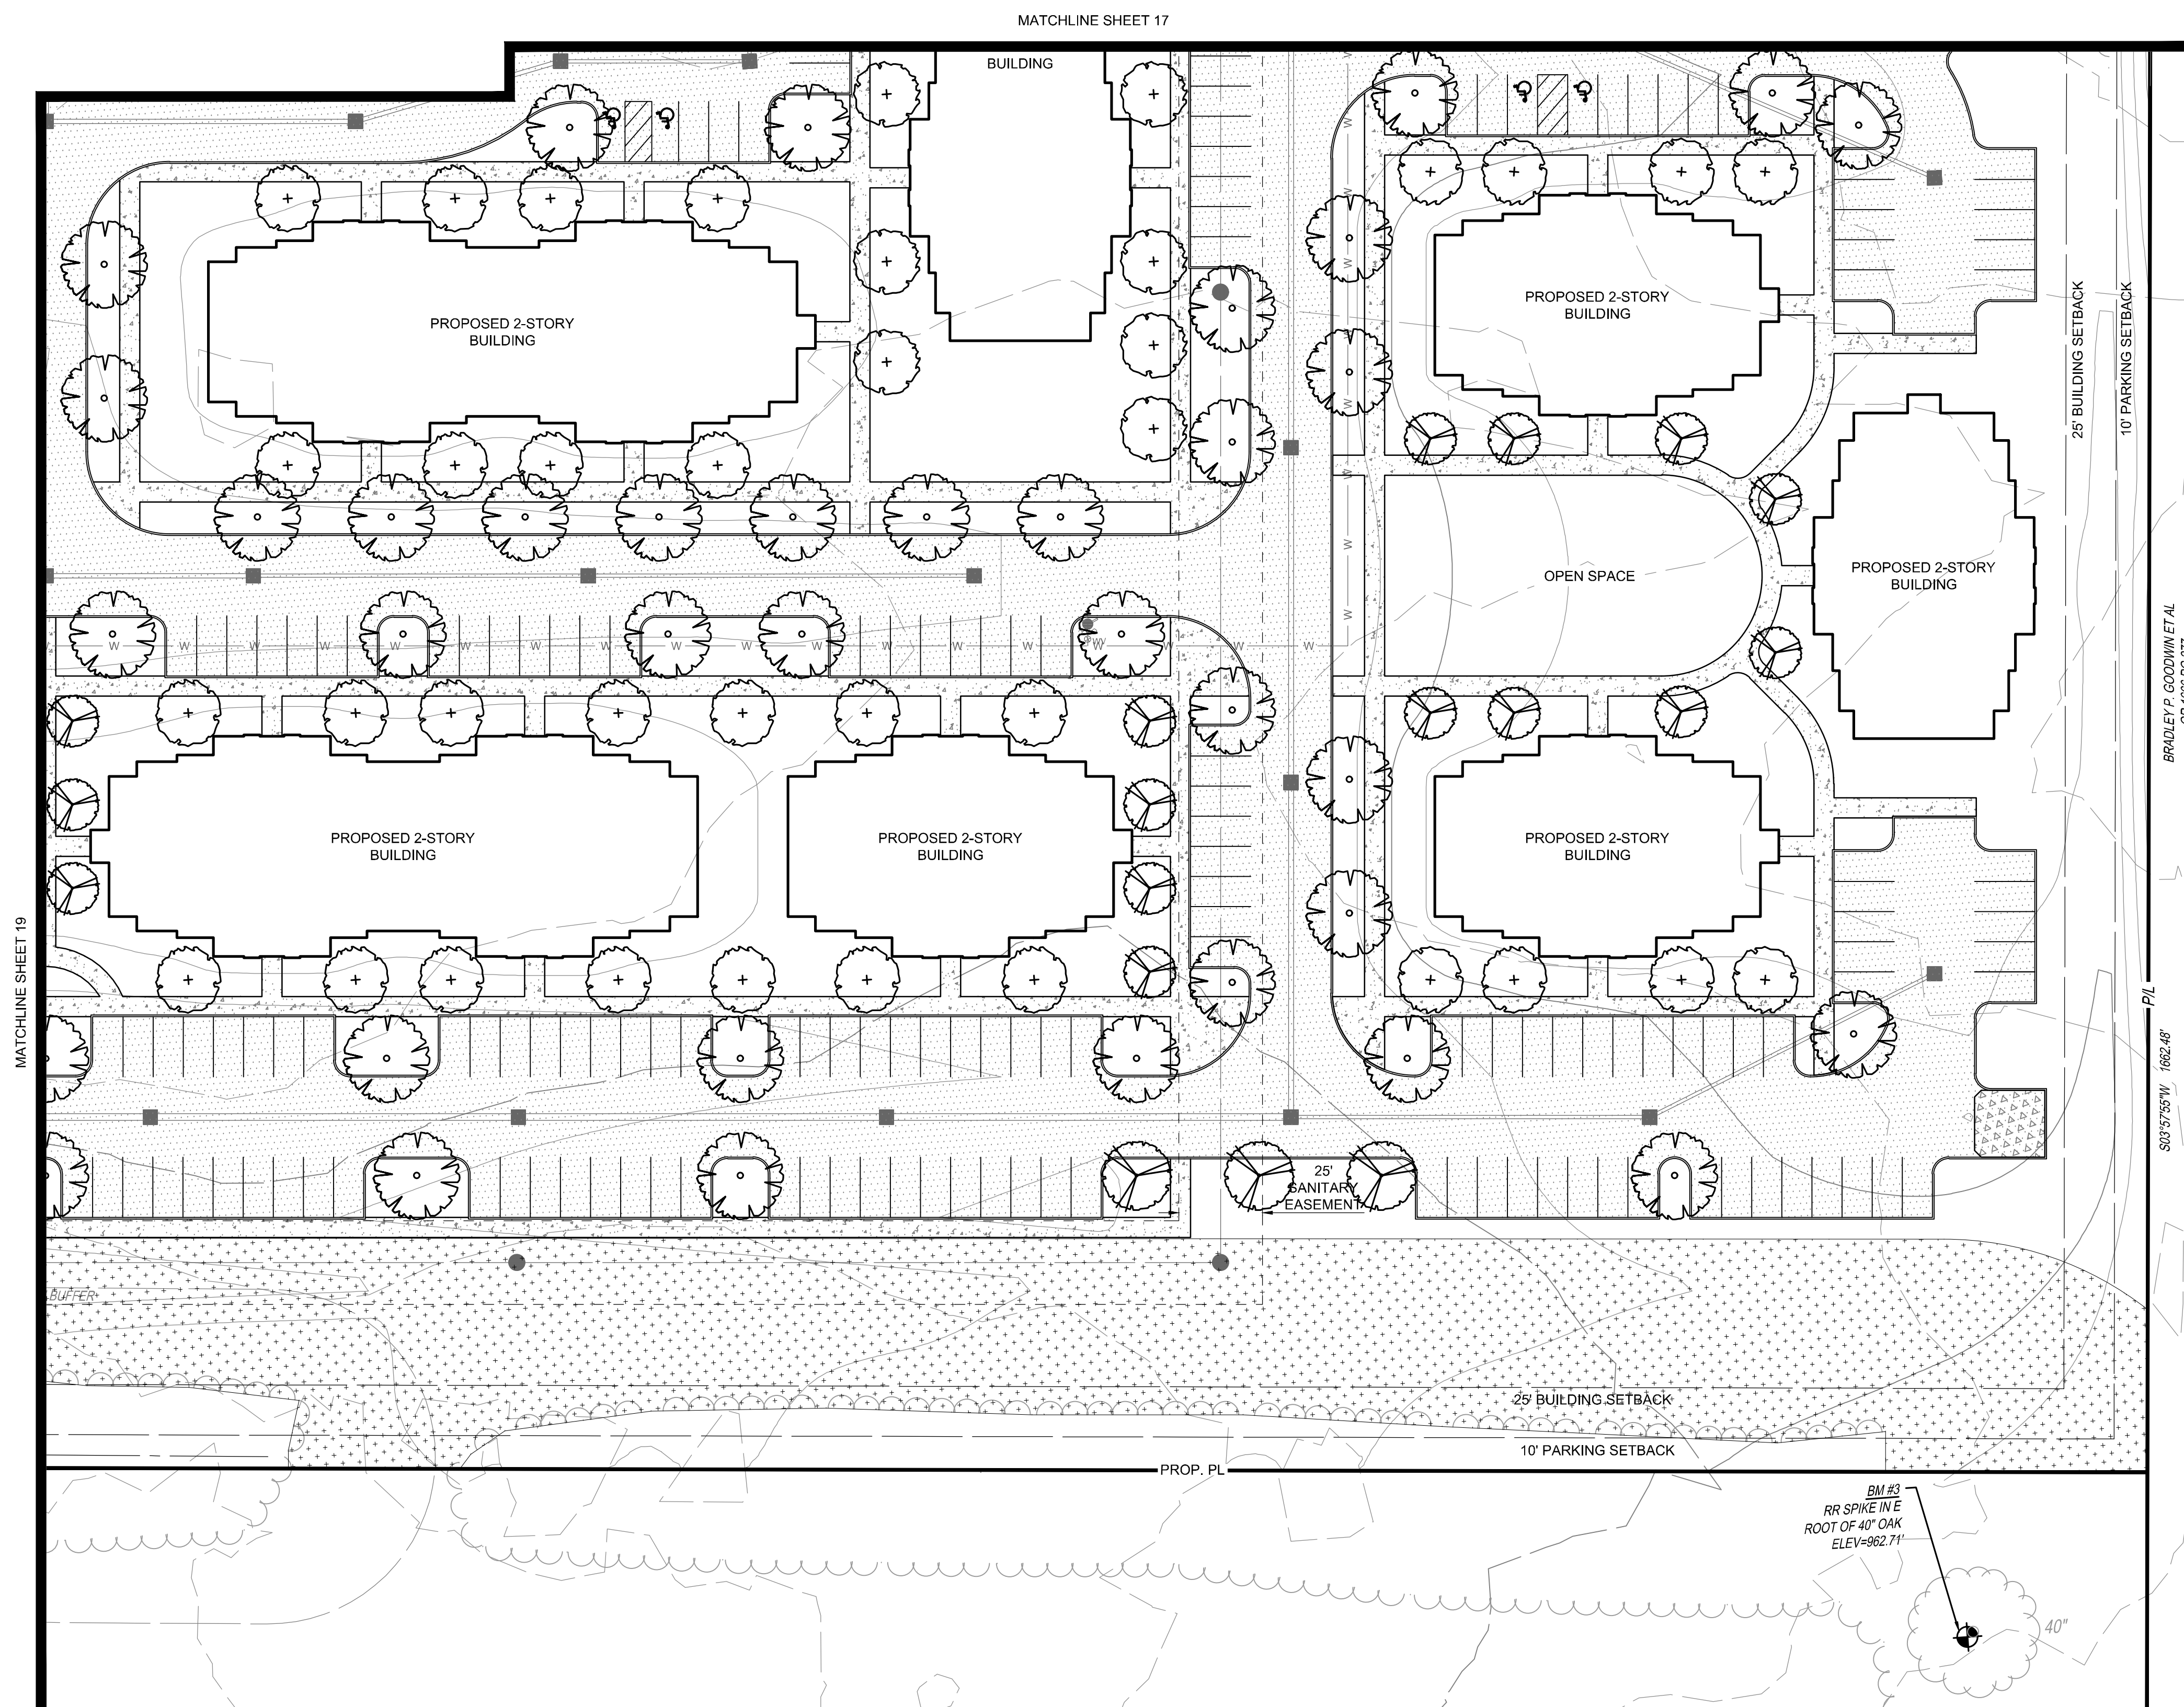 MATCHLINE SHEET 17
BUILDING
PROPOSED 2-STORY
BUILDING
PROPOSED 2-STORY
BUILDING
25' BUILDING SETBACK
10' PARKING SETBACK
OPEN SPACE
PROPOSED 2-STORY
BUILDING
BRADLEY P. GOODWIN ET AL
W W W W W W W W
W W W W W W W W W W W W W W W W W W
PROPOSED 2-STORY
BUILDING
PROPOSED 2-STORY
BUILDING
PROPOSED 2-STORY
BUILDING
MATCHLINE SHEET 19
P/L
S03°57'55"W 1662.48'
25'
SANITARY
EASEMENT
BUFFER
25' BUILDING SETBACK
10' PARKING SETBACK
PROP. PL
BM #3
RR SPIKE IN E
ROOT OF 40" OAK
ELEV=962.71'
40"